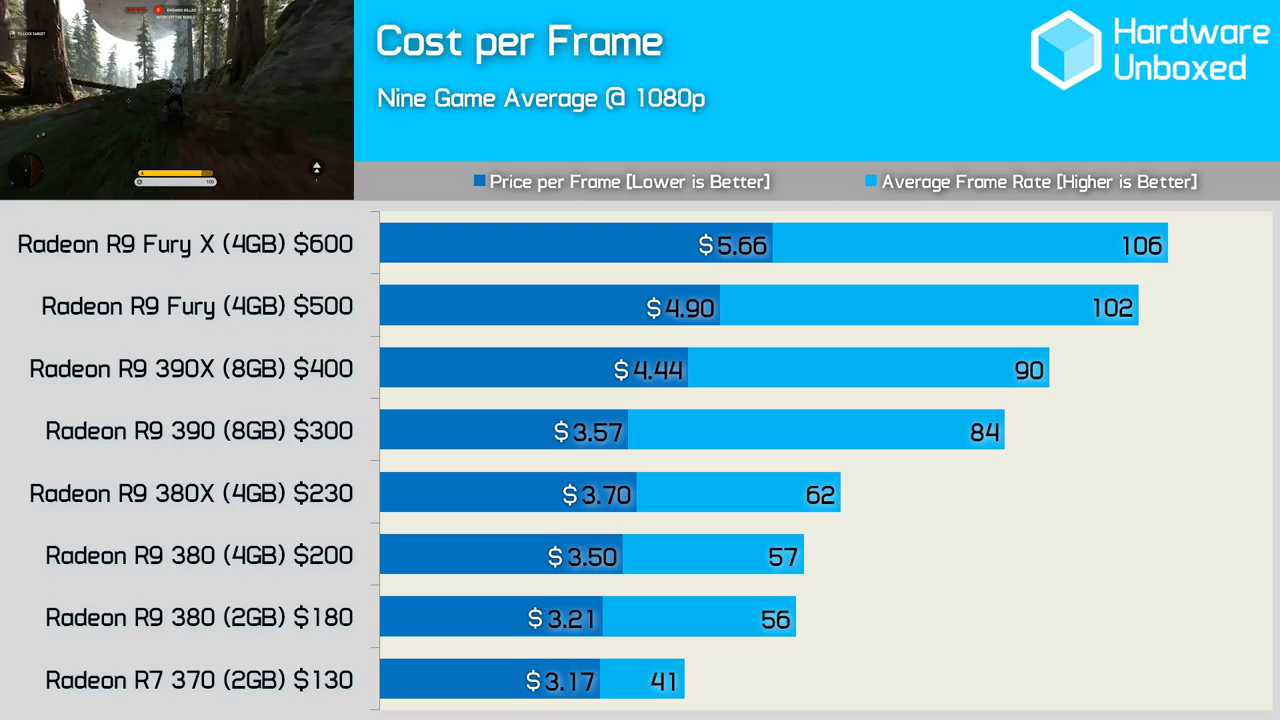 TO LOCK TARGET
Cost per Frame
Nine Game Average @ 1080p
Hardware
Unboxed
Price per Frame [Lower is Better]
Average Frame Rate [Higher is Better]
Radeon R9 Fury X (4GB) $600
$5.66
106
Radeon R9 Fury (4GB) $500
$4.90
102
Radeon R9 390X (8GB) $400
$4.44
90
Radeon R9 390 (8GB) $300
$3.57
84
Radeon R9 380X (4GB) $230
$3.70
62
Radeon R9 380 (4GB) $200
$3.50
57
Radeon R9 380 (2GB) $180
$3.21
56
Radeon R7 370 (2GB) $130
$3.17
41
100